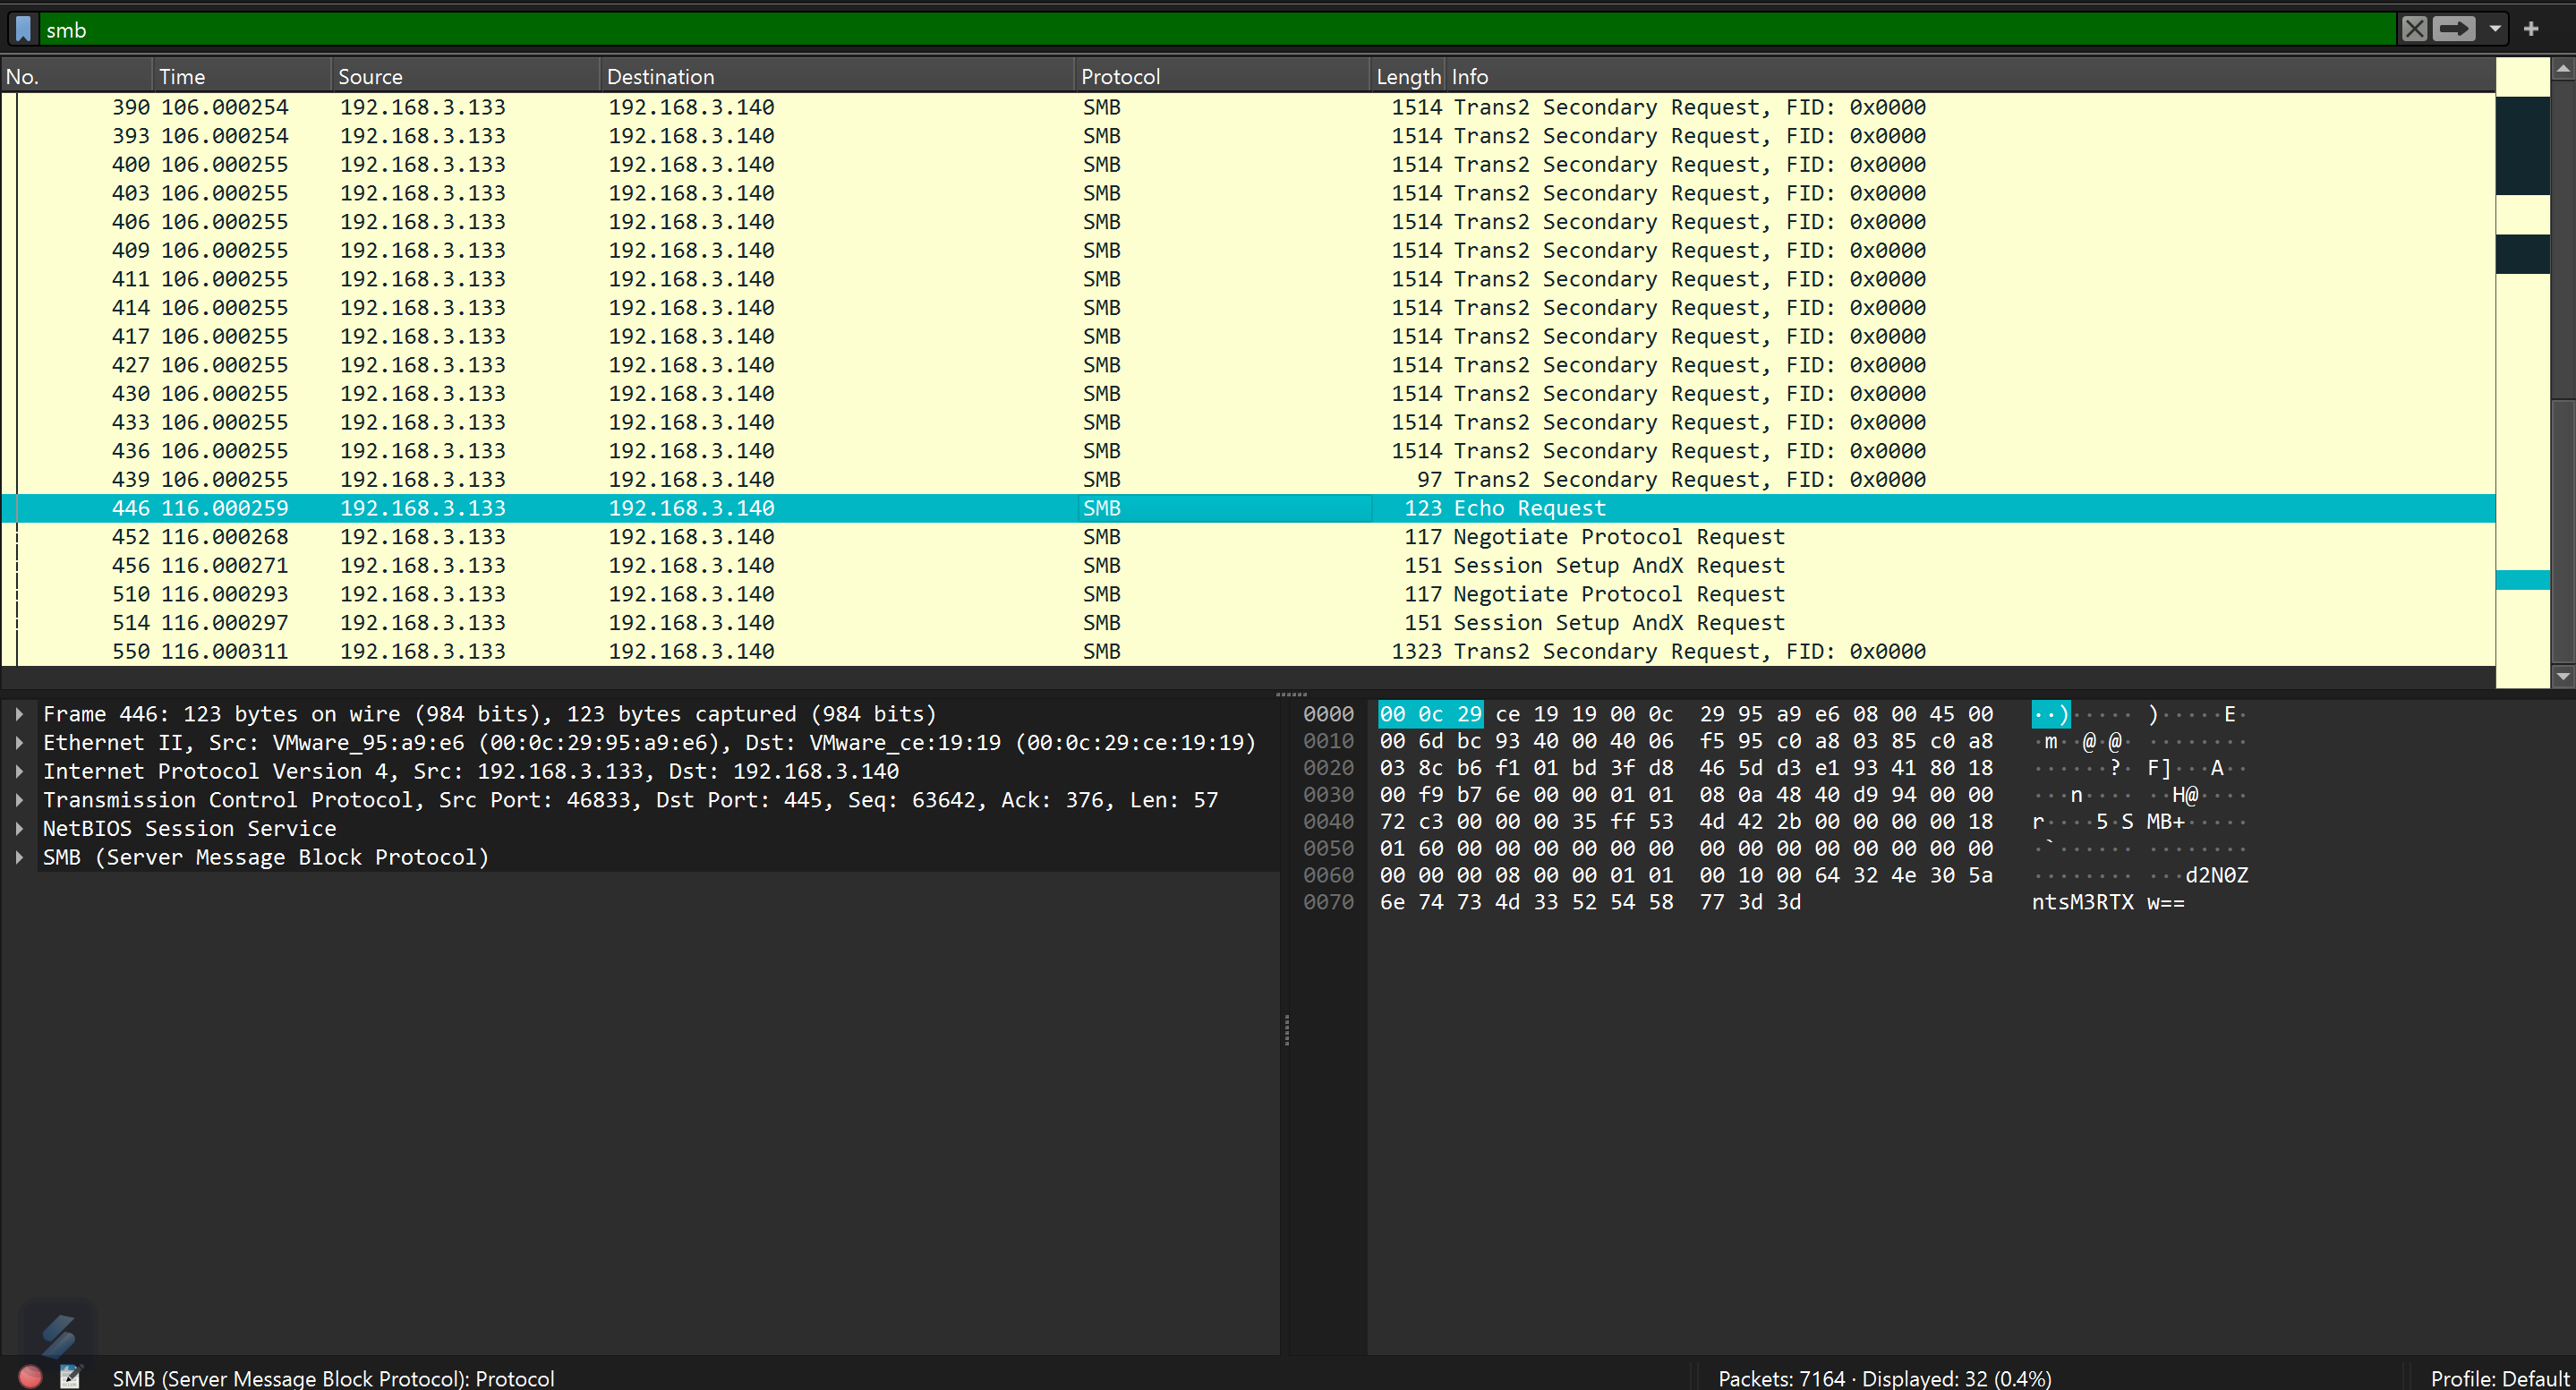 smb
No. Time Source Destination Protocol Length Info
390 106.000254 192.168.3.133 192.168.3.140 SMB 1514 Trans2 Secondary Request, FID: 0x0000
393 106.000254 192.168.3.133 192.168.3.140 SMB 1514 Trans2 Secondary Request, FID: 0x0000
400 106.000255 192.168.3.133 192.168.3.140 SMB 1514 Trans2 Secondary Request, FID: 0x0000
403 106.000255 192.168.3.133 192.168.3.140 SMB 1514 Trans2 Secondary Request, FID: 0x0000
406 106.000255 192.168.3.133 192.168.3.140 SMB 1514 Trans2 Secondary Request, FID: 0x0000
409 106.000255 192.168.3.133 192.168.3.140 SMB 1514 Trans2 Secondary Request, FID: 0x0000
411 106.000255 192.168.3.133 192.168.3.140 SMB 1514 Trans2 Secondary Request, FID: 0x0000
414 106.000255 192.168.3.133 192.168.3.140 SMB 1514 Trans2 Secondary Request, FID: 0x0000
417 106.000255 192.168.3.133 192.168.3.140 SMB 1514 Trans2 Secondary Request, FID: 0x0000
427 106.000255 192.168.3.133 192.168.3.140 SMB 1514 Trans2 Secondary Request, FID: 0x0000
430 106.000255 192.168.3.133 192.168.3.140 SMB 1514 Trans2 Secondary Request, FID: 0x0000
433 106.000255 192.168.3.133 192.168.3.140 SMB 1514 Trans2 Secondary Request, FID: 0x0000
436 106.000255 192.168.3.133 192.168.3.140 SMB 1514 Trans2 Secondary Request, FID: 0x0000
439 106.000255 192.168.3.133 192.168.3.140 SMB 97 Trans2 Secondary Request, FID: 0x0000
446 116.000259 192.168.3.133 192.168.3.140 SMB 123 Echo Request
452 116.000268 192.168.3.133 192.168.3.140 SMB 117 Negotiate Protocol Request
456 116.000271 192.168.3.133 192.168.3.140 SMB 151 Session Setup AndX Request
510 116.000293 192.168.3.133 192.168.3.140 SMB 117 Negotiate Protocol Request
514 116.000297 192.168.3.133 192.168.3.140 SMB 151 Session Setup AndX Request
550 116.000311 192.168.3.133 192.168.3.140 SMB 1323 Trans2 Secondary Request, FID: 0x0000
Frame 446: 123 bytes on wire (984 bits), 123 bytes captured (984 bits)
Ethernet II, Src: VMware_95:a9:e6 (00:0c:29:95:a9:e6), Dst: VMware_ce:19:19 (00:0c:29:ce:19:19)
Internet Protocol Version 4, Src: 192.168.3.133, Dst: 192.168.3.140
Transmission Control Protocol, Src Port: 46833, Dst Port: 445, Seq: 63642, Ack: 376, Len: 57
NetBIOS Session Service
SMB (Server Message Block Protocol)
0000 00 0c 29 ce 19 19 00 0c 29 95 a9 e6 08 00 45 00 ··)····· )·····E·
0010 00 6d bc 93 40 00 40 06 f5 95 c0 a8 03 85 c0 a8 ·m··@·@· ········
0020 03 8c b6 f1 01 bd 3f d8 46 5d d3 e1 93 41 80 18 ······?· F]···A··
0030 00 f9 b7 6e 00 00 01 01 08 0a 48 40 d9 94 00 00 ···n···· ··H@····
0040 72 c3 00 00 00 35 ff 53 4d 42 2b 00 00 00 00 18 r····5·S MB+·····
0050 01 60 00 00 00 00 00 00 00 00 00 00 00 00 00 00 ·`······ ········
0060 00 00 00 08 00 00 01 01 00 10 00 64 32 4e 30 5a ········ ···d2N0Z
0070 6e 74 73 4d 33 52 54 58 77 3d 3d ntsM3RTX w==
SMB (Server Message Block Protocol): Protocol
Packets: 7164 · Displayed: 32 (0.4%)
Profile: Default